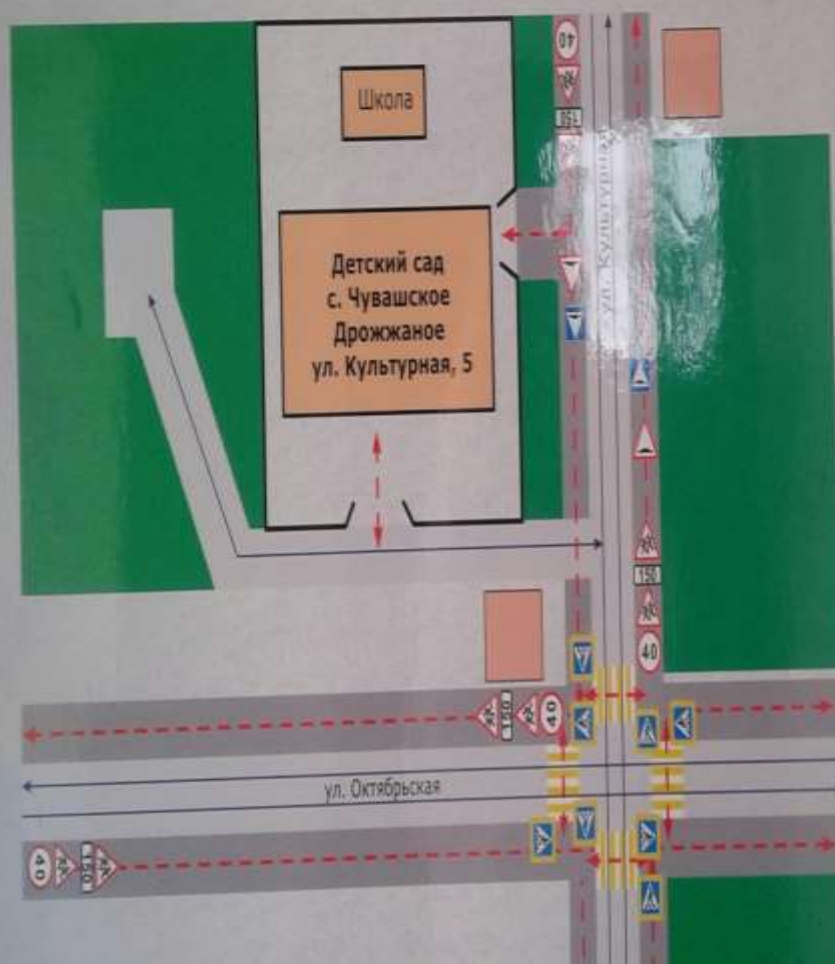 Школа
Детский сад
с. Чувашское
Дрожжаное
ул. Культурная, 5
ул. Культурная
ул. Октябрьская
40
150
150
40
150
40
150
40